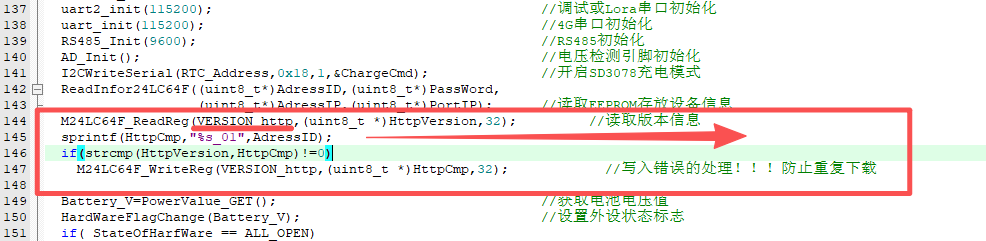 137 uart2_init(115200); //调试或Lora串口初始化
138 uart_init(115200); //4G串口初始化
139 RS485_Init(9600); //RS485初始化
140 AD_Init(); //电压检测引脚初始化
141 I2CWriteSerial(RTC_Address,0x18,1,&ChargeCmd); //开启SD3078充电模式
142 ReadInfor24LC64F((uint8_t*)AdressID,(uint8_t*)PassWord,
143 (uint8_t*)AdressIP,(uint8_t*)PortIP); //读取EEPROM存放设备信息
144 M24LC64F_ReadReg(VERSION_http,(uint8_t *)HttpVersion,32); //读取版本信息
145 sprintf(HttpCmp,"%s_01",AdressID);
146 if(strcmp(HttpVersion,HttpCmp)!=0)
147 M24LC64F_WriteReg(VERSION_http,(uint8_t *)HttpCmp,32); //写入错误的处理！！！防止重复下载
148
149 Battery_V=PowerValue_GET(); //获取电池电压值
150 HardWareFlagChange(Battery_V); //设置外设状态标志
151 if( StateOfHarfWare == ALL_OPEN)